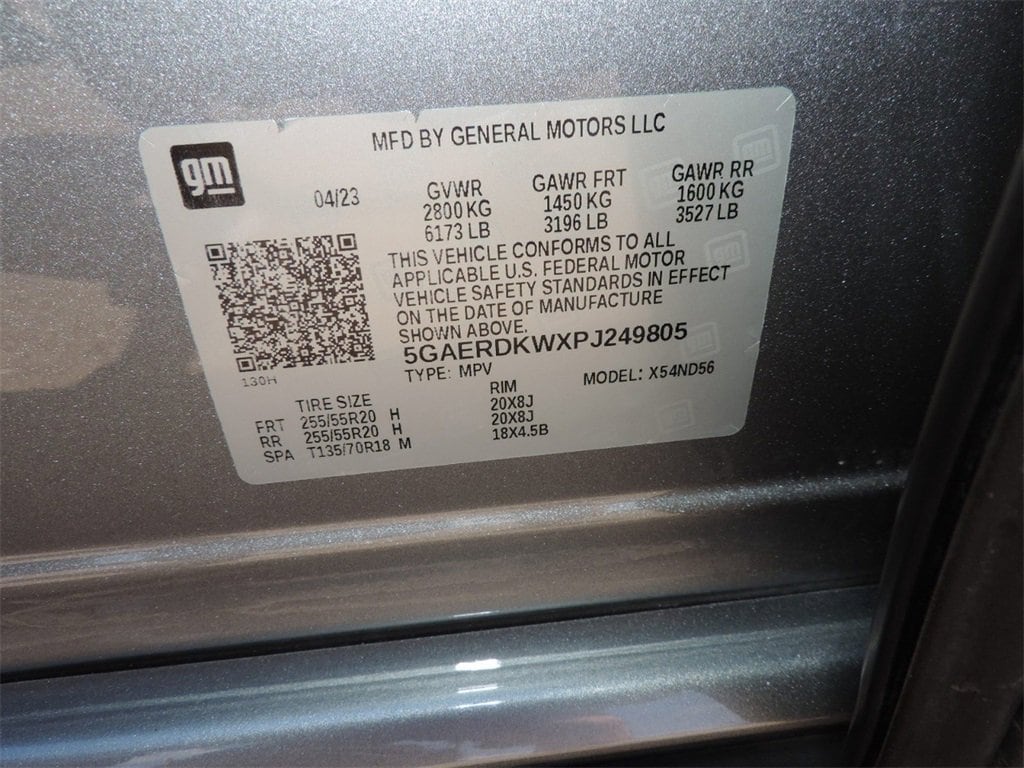 MFD BY GENERAL MOTORS LLC
gm
04/23
GVWR GAWR FRT GAWR RR
2800 KG 1450 KG 1600 KG
6173 LB 3196 LB 3527 LB
THIS VEHICLE CONFORMS TO ALL
APPLICABLE U.S. FEDERAL MOTOR
VEHICLE SAFETY STANDARDS IN EFFECT
ON THE DATE OF MANUFACTURE
SHOWN ABOVE.
5GAERDKWXPJ249805
130H
TYPE: MPV MODEL: X54ND56
TIRE SIZE RIM
FRT 255/55R20 H 20X8J
RR 255/55R20 H 20X8J
SPA T135/70R18 M 18X4.5B